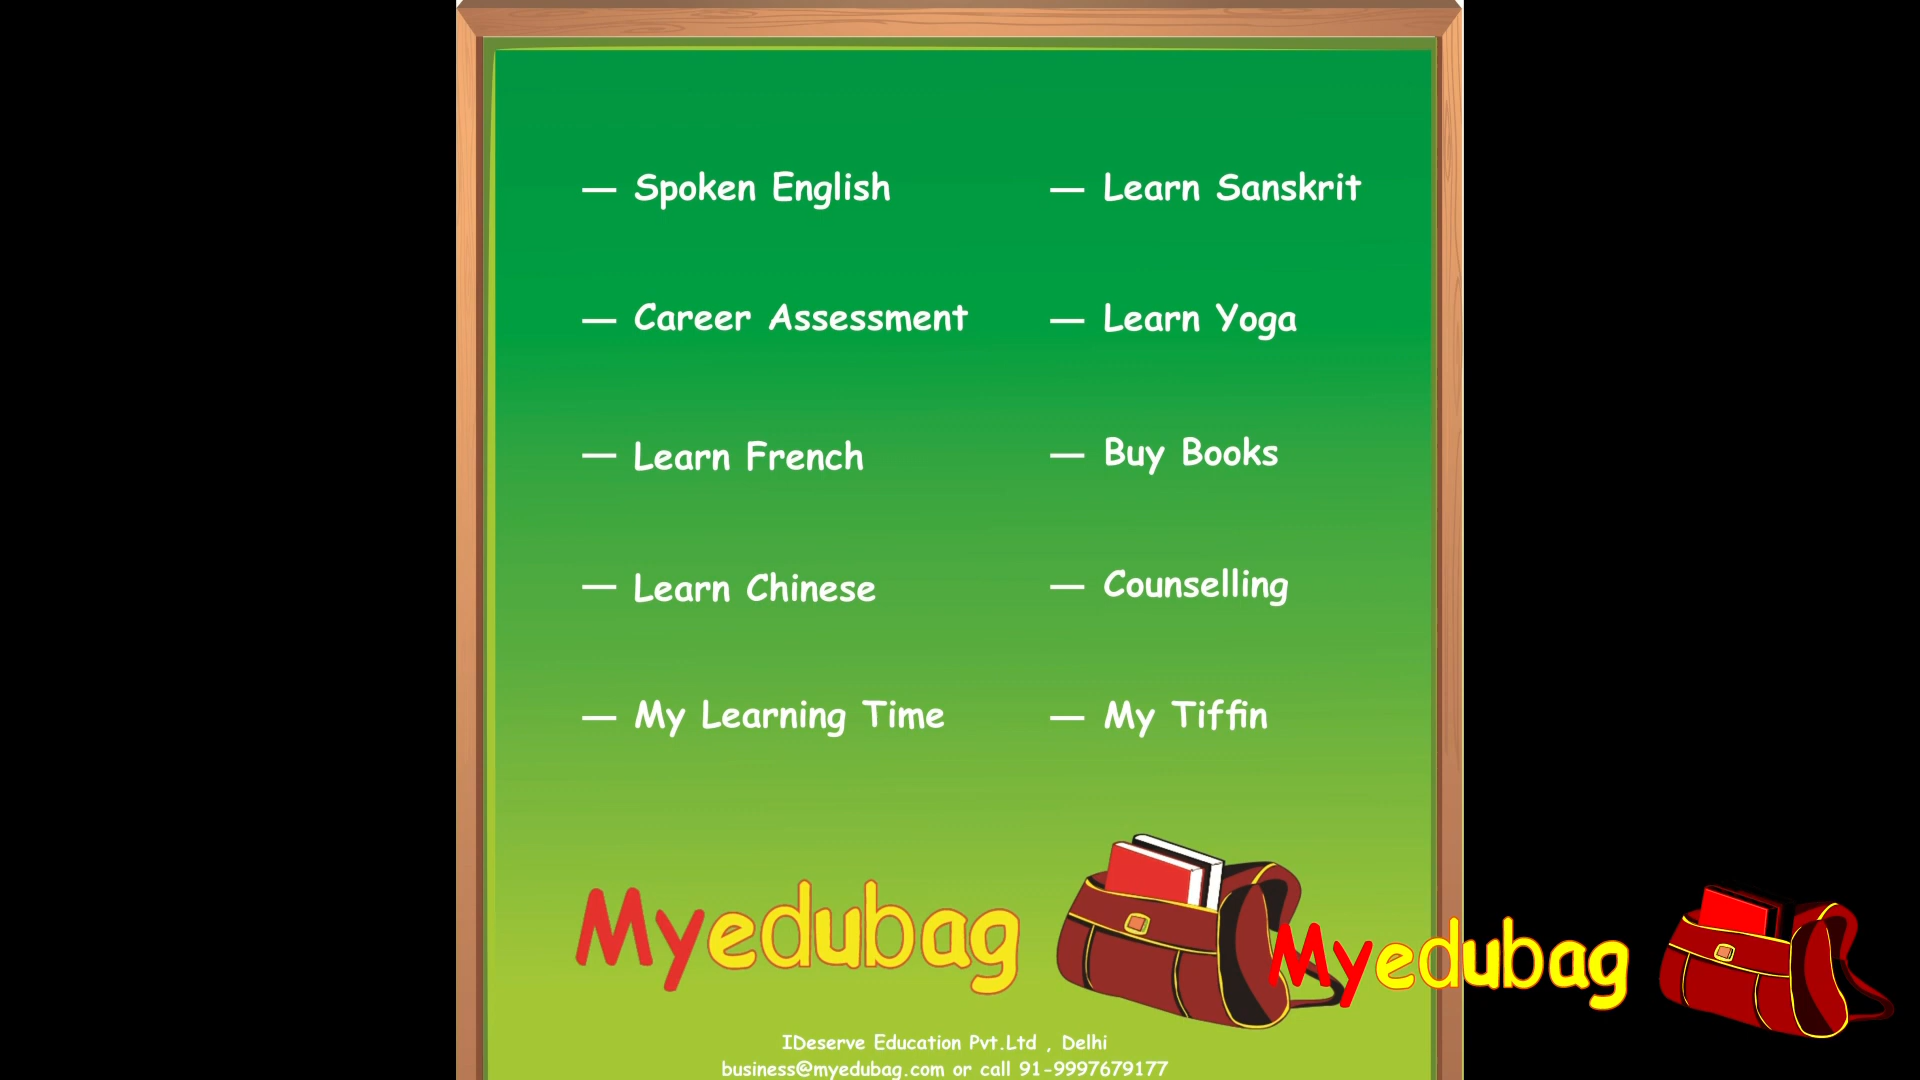 — Spoken English
— Learn Sanskrit
— Career Assessment
— Learn Yoga
— Learn French
— Buy Books
— Learn Chinese
— Counselling
— My Learning Time
— My Tiffin
Myedubag
Myedubag
IDeserve Education Pvt.Ltd , Delhi
business@myedubag.com or call 91-9997679177